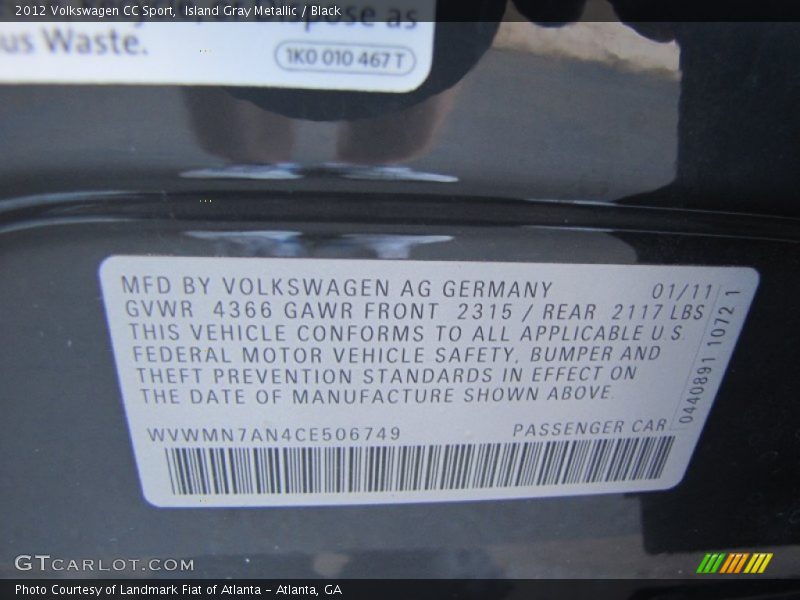 2012 Volkswagen CC Sport,  Island Gray Metallic / Black
as
us Waste.
1K0 010 467 T
MFD BY VOLKSWAGEN AG GERMANY 01/11
GVWR 4366 GAWR FRONT 2315 / REAR 2117 LBS
THIS VEHICLE CONFORMS TO ALL APPLICABLE U.S.
FEDERAL MOTOR VEHICLE SAFETY, BUMPER AND
THEFT PREVENTION STANDARDS IN EFFECT ON
THE DATE OF MANUFACTURE SHOWN ABOVE.
0440891 1072 1
WVWMN7AN4CE506749 PASSENGER CAR
GTCARLOT.COM
Photo Courtesy of Landmark Fiat of Atlanta - Atlanta, GA